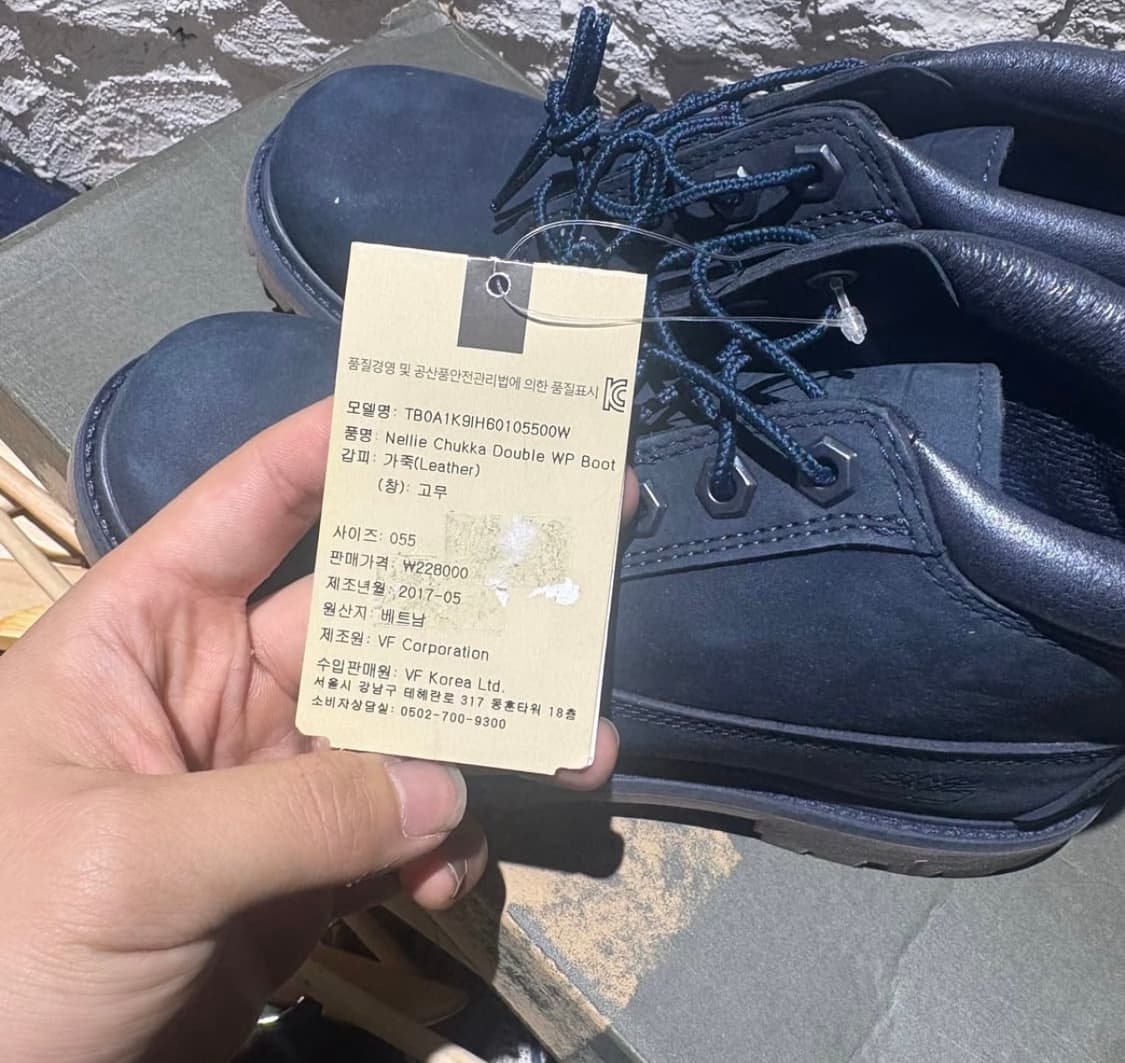 품질경영 및 공산품안전관리법에 의한 품질표시
모델명: TB0A1K9IH60105500W
품명: Nellie Chukka Double WP Boot
갑피: 가죽(Leather)
(창): 고무
사이즈: 055
판매가격: ₩228000
제조년월: 2017-05
원산지: 베트남
제조원: VF Corporation
수입판매원: VF Korea Ltd.
서울시 강남구 테헤란로 317 동훈타워 18층
소비자상담실: 0502-700-9300